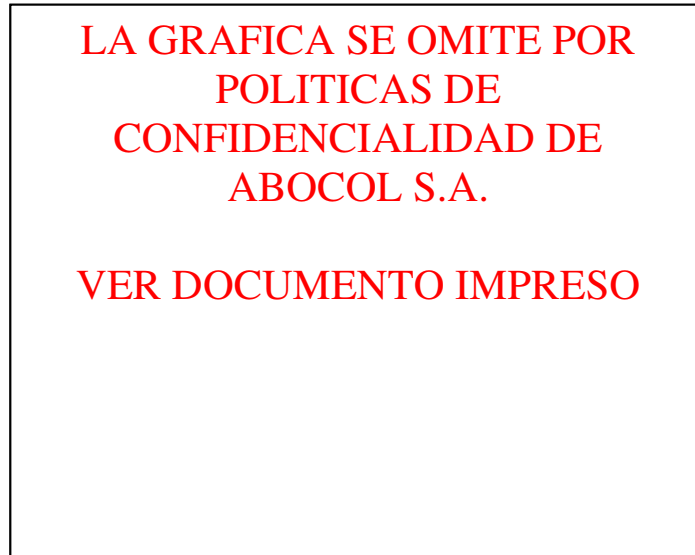 LA GRAFICA SE OMITE POR
POLITICAS DE
CONFIDENCIALIDAD DE
ABOCOL S.A.
VER DOCUMENTO IMPRESO